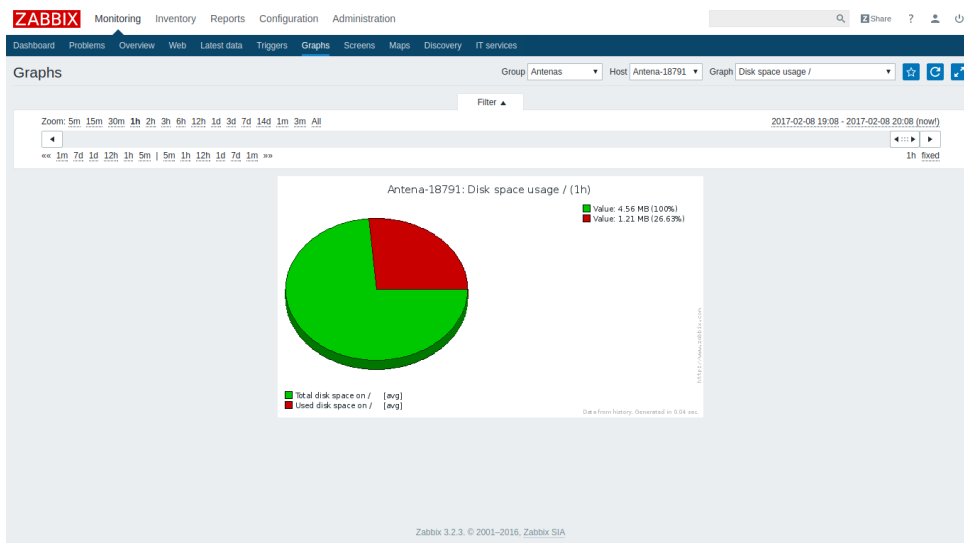 ZABBIX Monitoring Inventory Reports Configuration Administration Z Share ?
Dashboard Problems Overview Web Latest data Triggers Graphs Screens Maps Discovery IT services
Graphs Group Antenas Host Antena-18791 Graph Disk space usage /
Filter
Zoom: 5m 15m 30m 1h 2h 3h 6h 12h 1d 3d 7d 14d 1m 3m All 2017-02-08 19:08 - 2017-02-08 20:08 (now!)
«« 1m 7d 1d 12h 1h 5m | 5m 1h 12h 1d 7d 1m »» 1h fixed
Antena-18791: Disk space usage / (1h)
Value: 4.56 MB (100%)
Value: 1.21 MB (26.63%)
http://www.zabbix.com
Total disk space on / [avg]
Used disk space on / [avg]
Data from history. Generated in 0.04 sec.
Zabbix 3.2.3. © 2001–2016, Zabbix SIA